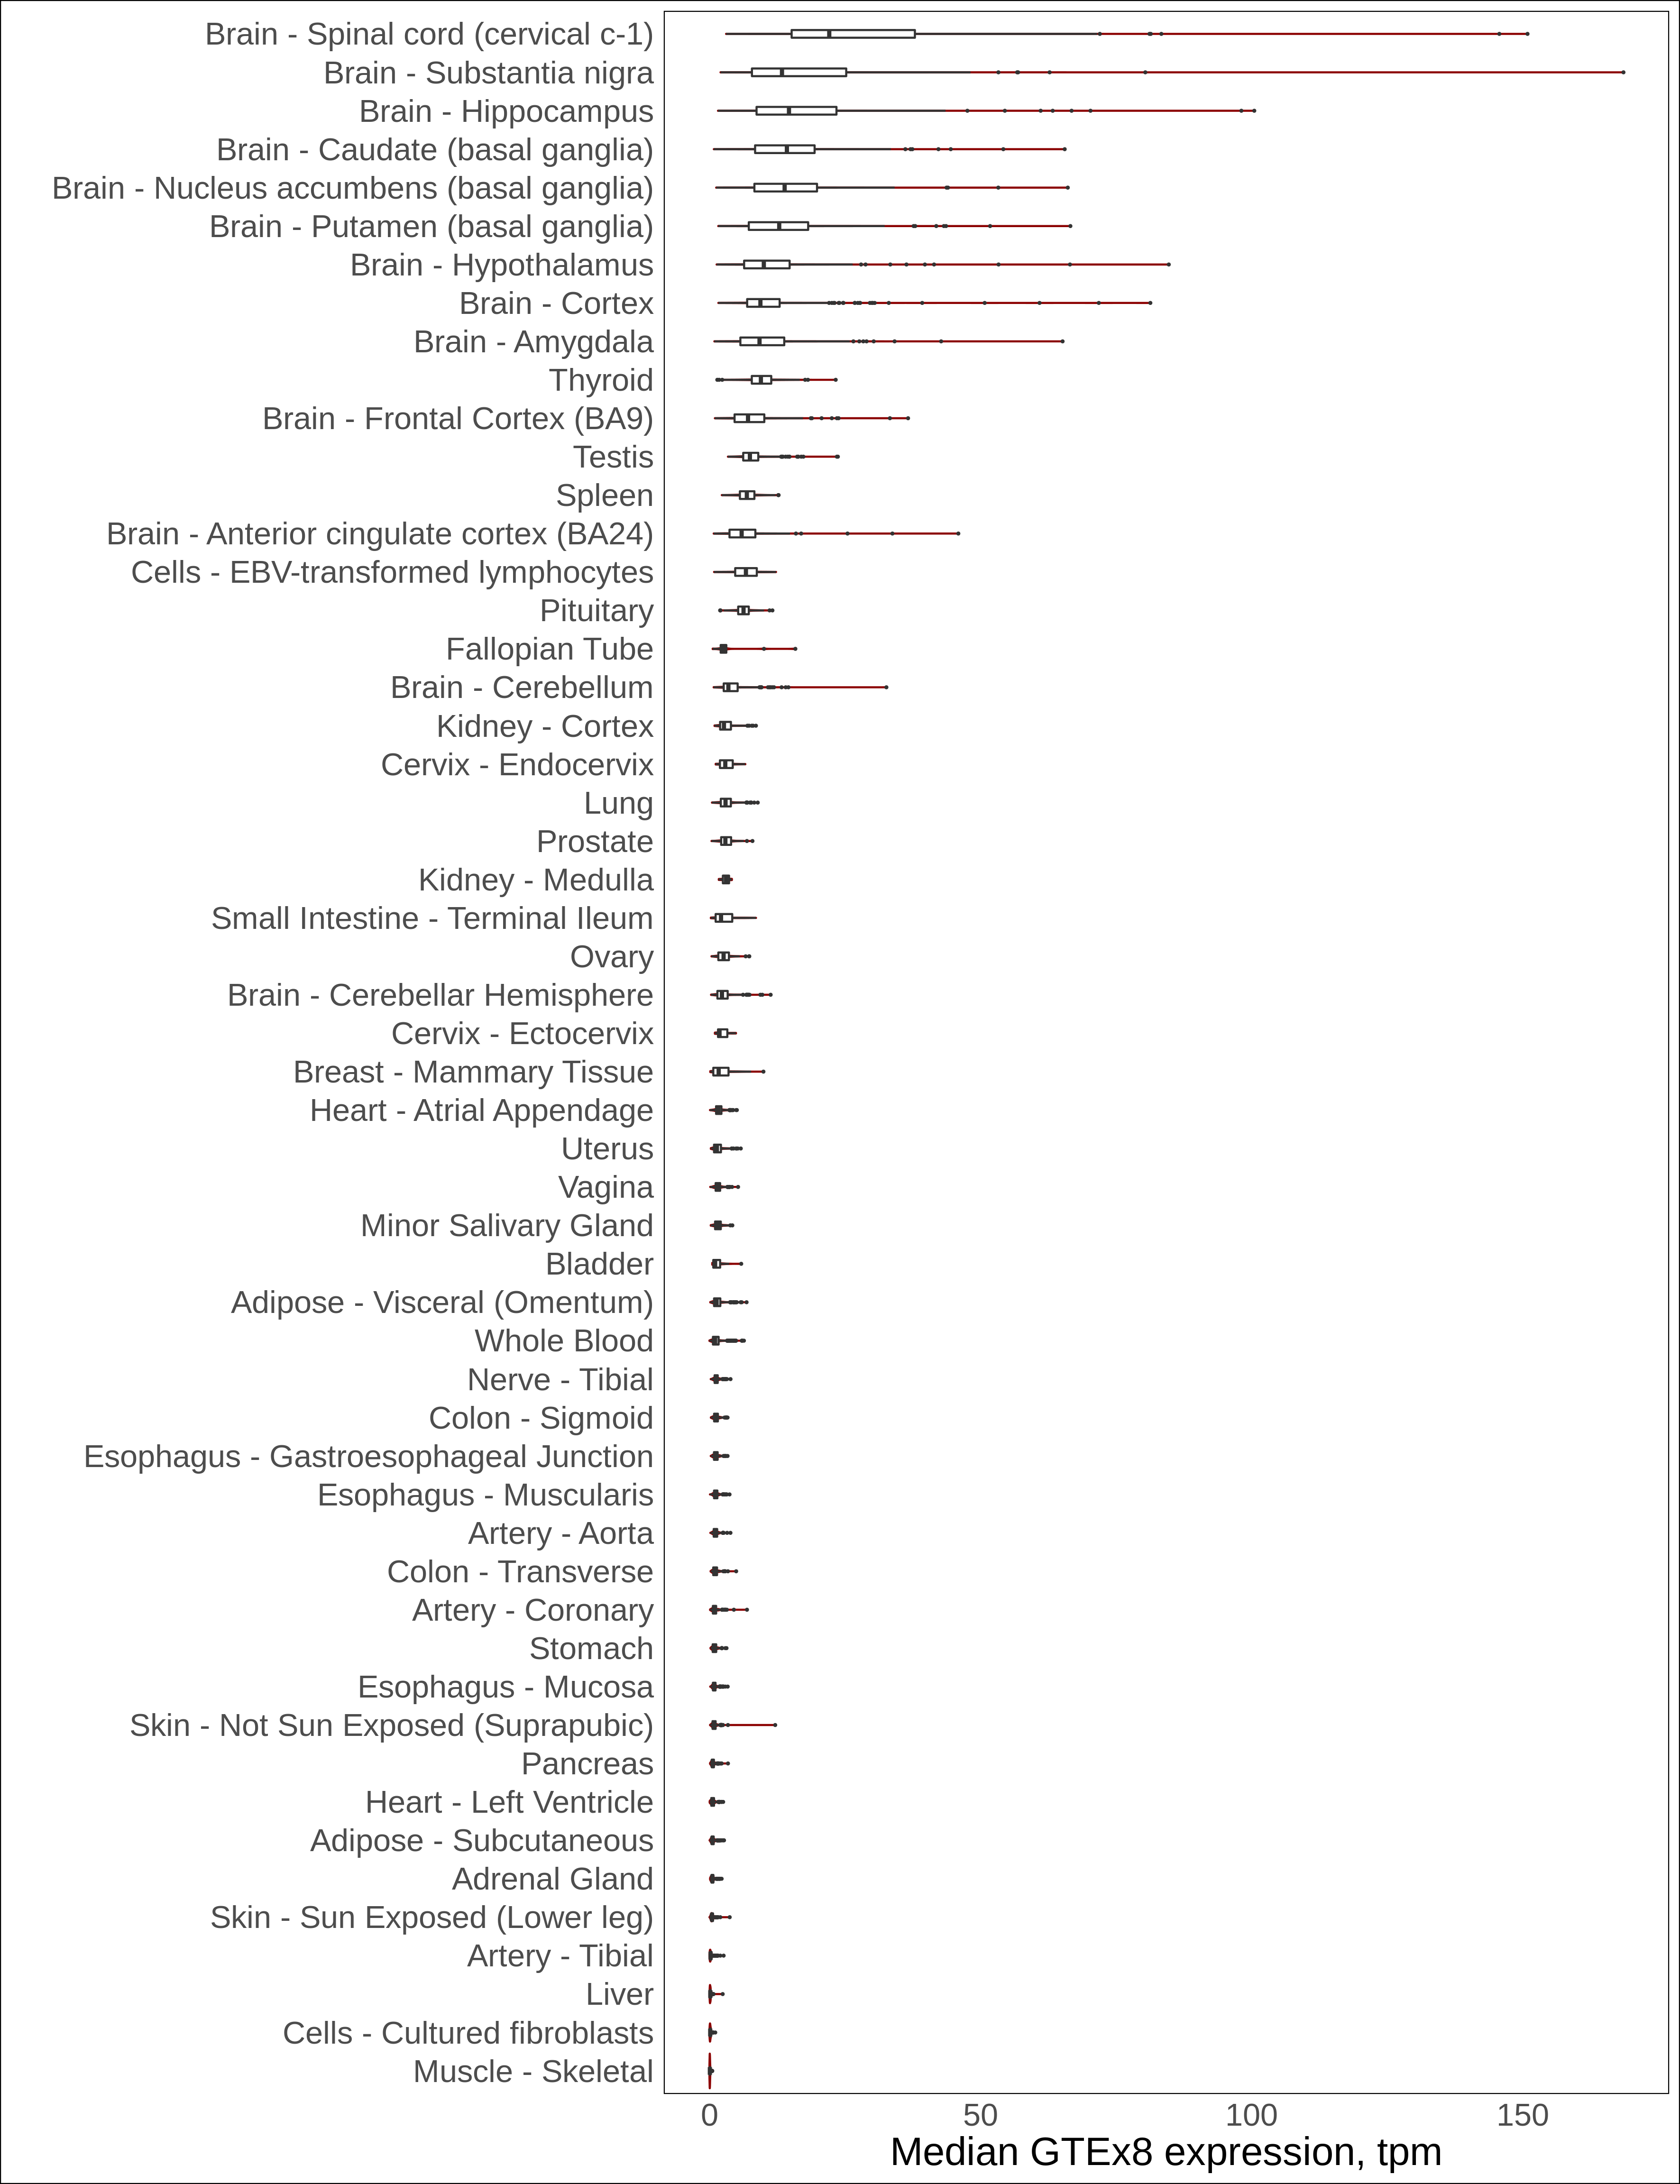 Brain - Spinal cord (cervical c-1)
Brain - Substantia nigra
Brain - Hippocampus
Brain - Caudate (basal ganglia)
Brain - Nucleus accumbens (basal ganglia)
Brain - Putamen (basal ganglia)
Brain - Hypothalamus
Brain - Cortex
Brain - Amygdala
Thyroid
Brain - Frontal Cortex (BA9)
Testis
Spleen
Brain - Anterior cingulate cortex (BA24)
Cells - EBV-transformed lymphocytes
Pituitary
Fallopian Tube
Brain - Cerebellum
Kidney - Cortex
Cervix - Endocervix
Lung
Prostate
Kidney - Medulla
Small Intestine - Terminal Ileum
Ovary
Brain - Cerebellar Hemisphere
Cervix - Ectocervix
Breast - Mammary Tissue
Heart - Atrial Appendage
Uterus
Vagina
Minor Salivary Gland
Bladder
Adipose - Visceral (Omentum)
Whole Blood
Nerve - Tibial
Colon - Sigmoid
Esophagus - Gastroesophageal Junction
Esophagus - Muscularis
Artery - Aorta
Colon - Transverse
Artery - Coronary
Stomach
Esophagus - Mucosa
Skin - Not Sun Exposed (Suprapubic)
Pancreas
Heart - Left Ventricle
Adipose - Subcutaneous
Adrenal Gland
Skin - Sun Exposed (Lower leg)
Artery - Tibial
Liver
Cells - Cultured fibroblasts
Muscle - Skeletal
0 50 100 150
Median GTEx8 expression, tpm